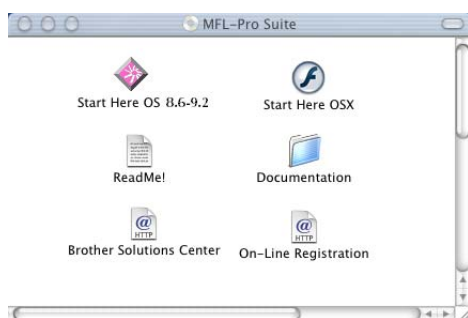 MFL-Pro Suite
Start Here OS 8.6-9.2
Start Here OSX
ReadMe!
Documentation
@
HTTP
Brother Solutions Center
@
HTTP
On-Line Registration